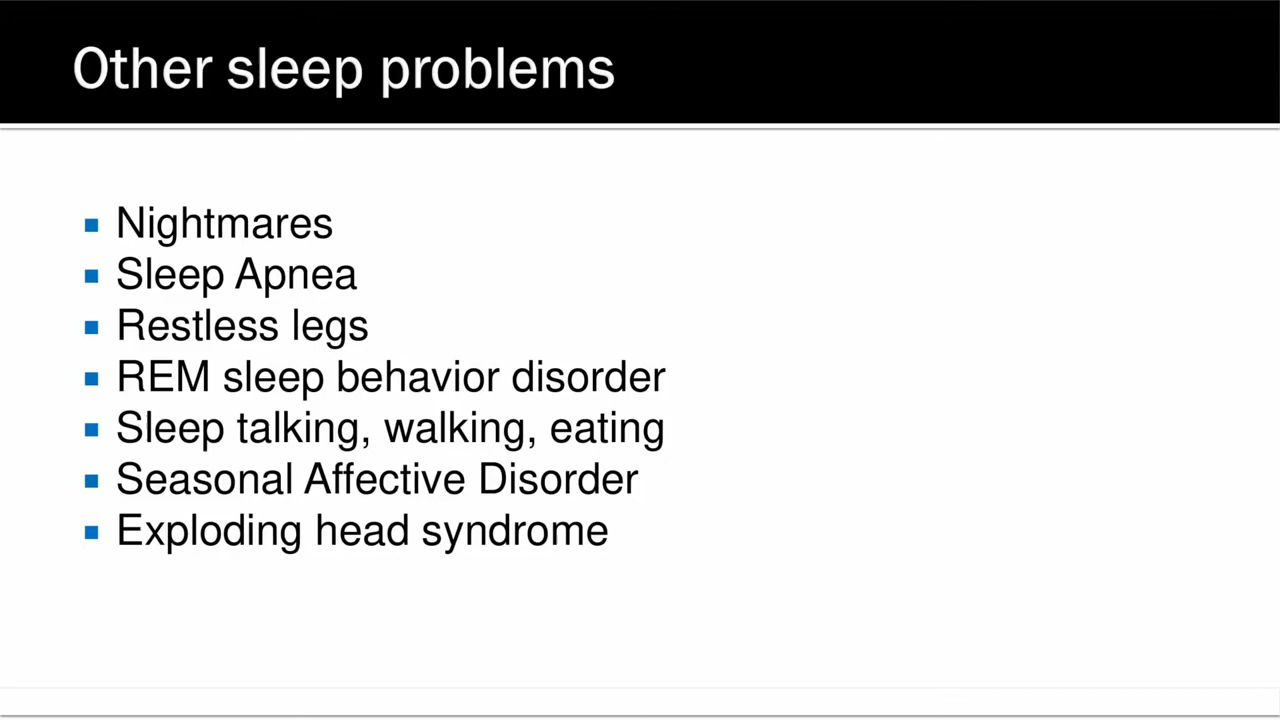 Other sleep problems
Nightmares
Sleep Apnea
Restless legs
REM sleep behavior disorder
Sleep talking, walking, eating
Seasonal Affective Disorder
Exploding head syndrome